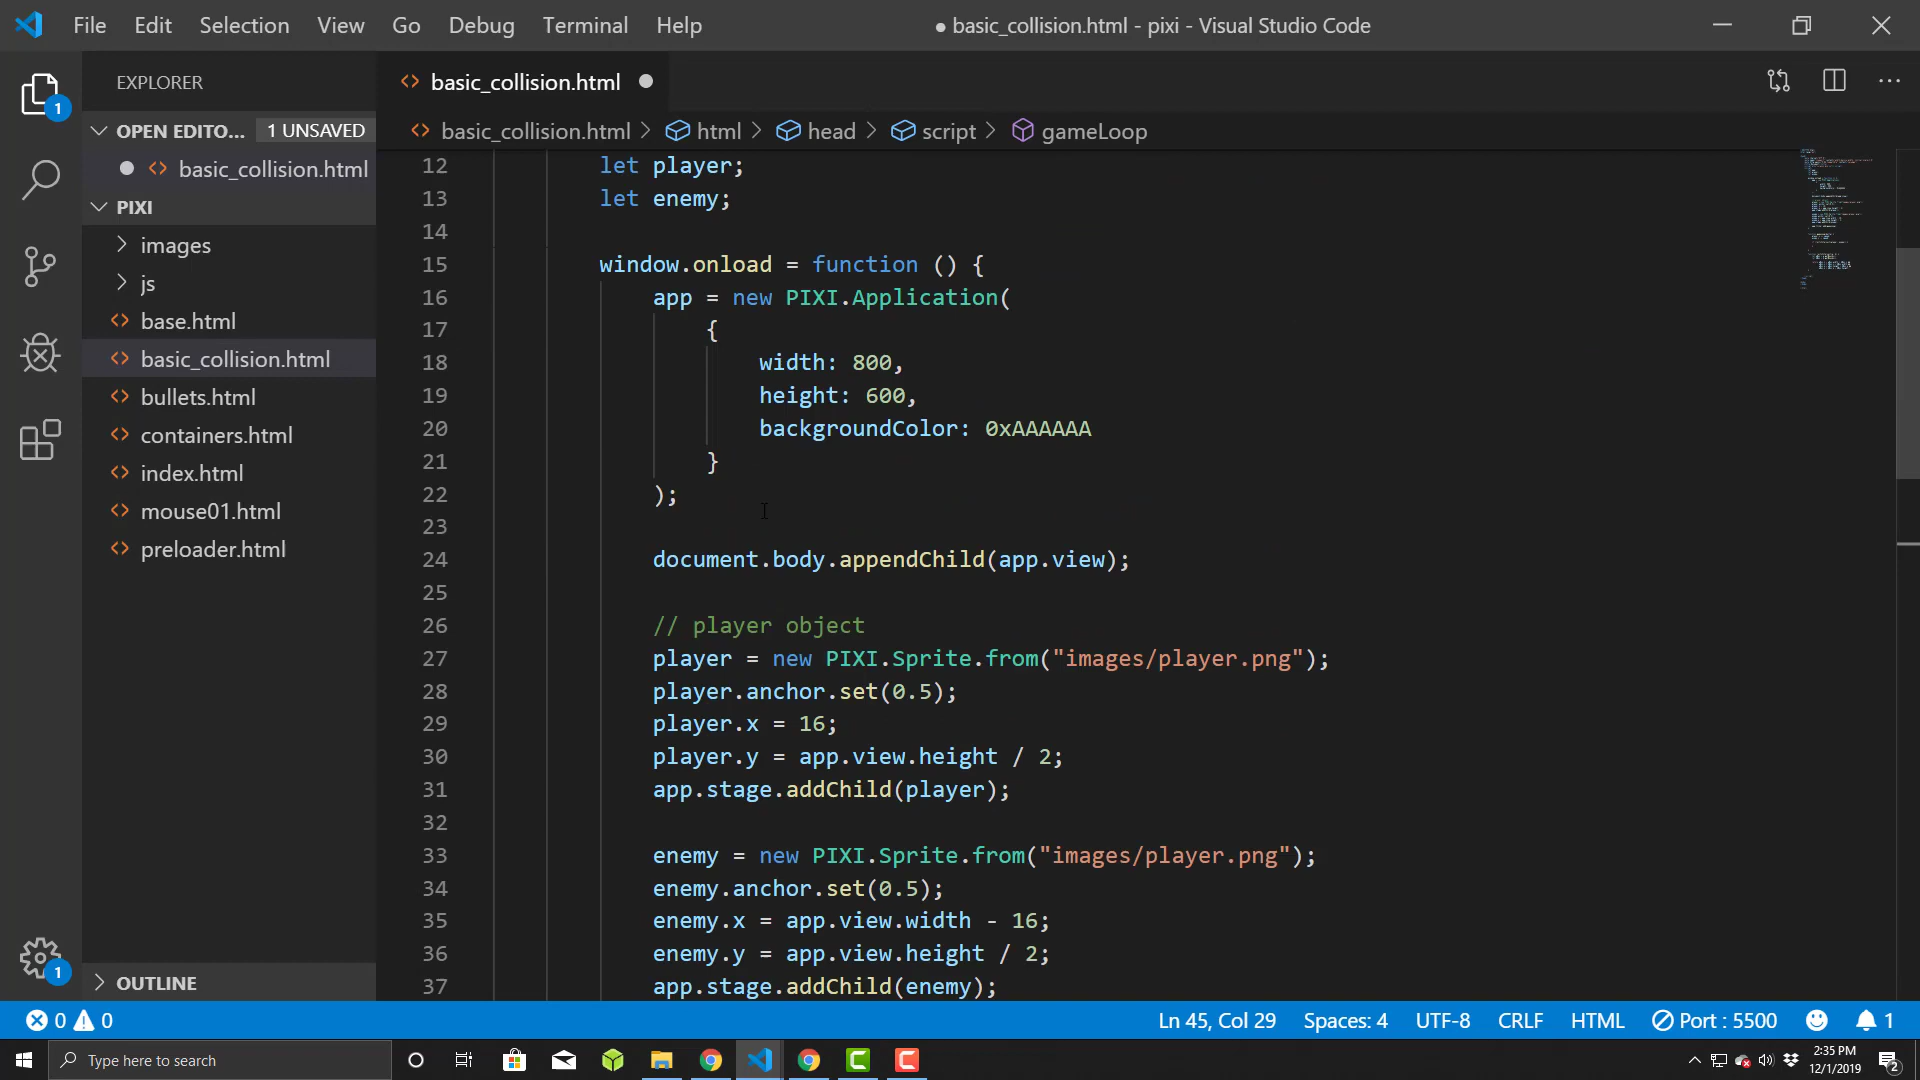 File Edit Selection View Go Debug Terminal Help
● basic_collision.html - pixi - Visual Studio Code
EXPLORER
OPEN EDITO... 1 UNSAVED
basic_collision.html
PIXI
images
js
base.html
basic_collision.html
bullets.html
containers.html
index.html
mouse01.html
preloader.html
OUTLINE
1
1
basic_collision.html
basic_collision.html > html > head > script > gameLoop
12 let player;
13 let enemy;
14
15 window.onload = function () {
16 app = new PIXI.Application(
17 {
18 width: 800,
19 height: 600,
20 backgroundColor: 0xAAAAAA
21 }
22 );
23
24 document.body.appendChild(app.view);
25
26 // player object
27 player = new PIXI.Sprite.from("images/player.png");
28 player.anchor.set(0.5);
29 player.x = 16;
30 player.y = app.view.height / 2;
31 app.stage.addChild(player);
32
33 enemy = new PIXI.Sprite.from("images/player.png");
34 enemy.anchor.set(0.5);
35 enemy.x = app.view.width - 16;
36 enemy.y = app.view.height / 2;
37 app.stage.addChild(enemy);
0 0 Ln 45, Col 29 Spaces: 4 UTF-8 CRLF HTML Port : 5500 1
Type here to search
2:35 PM
12/1/2019
2